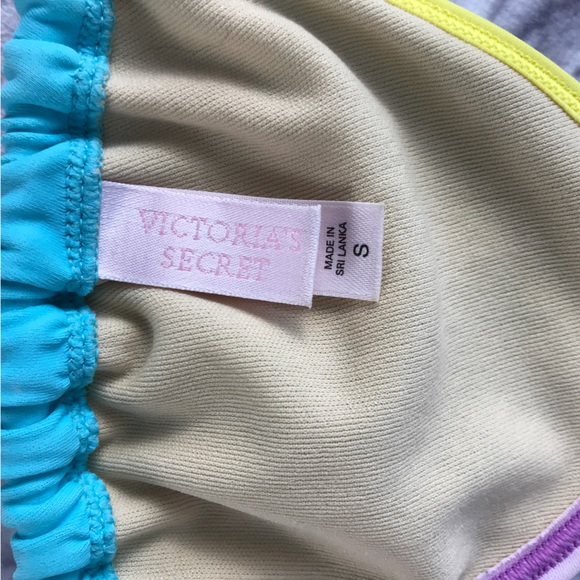 VICTORIA'S
SECRET
MADE IN
SRI LANKA
S